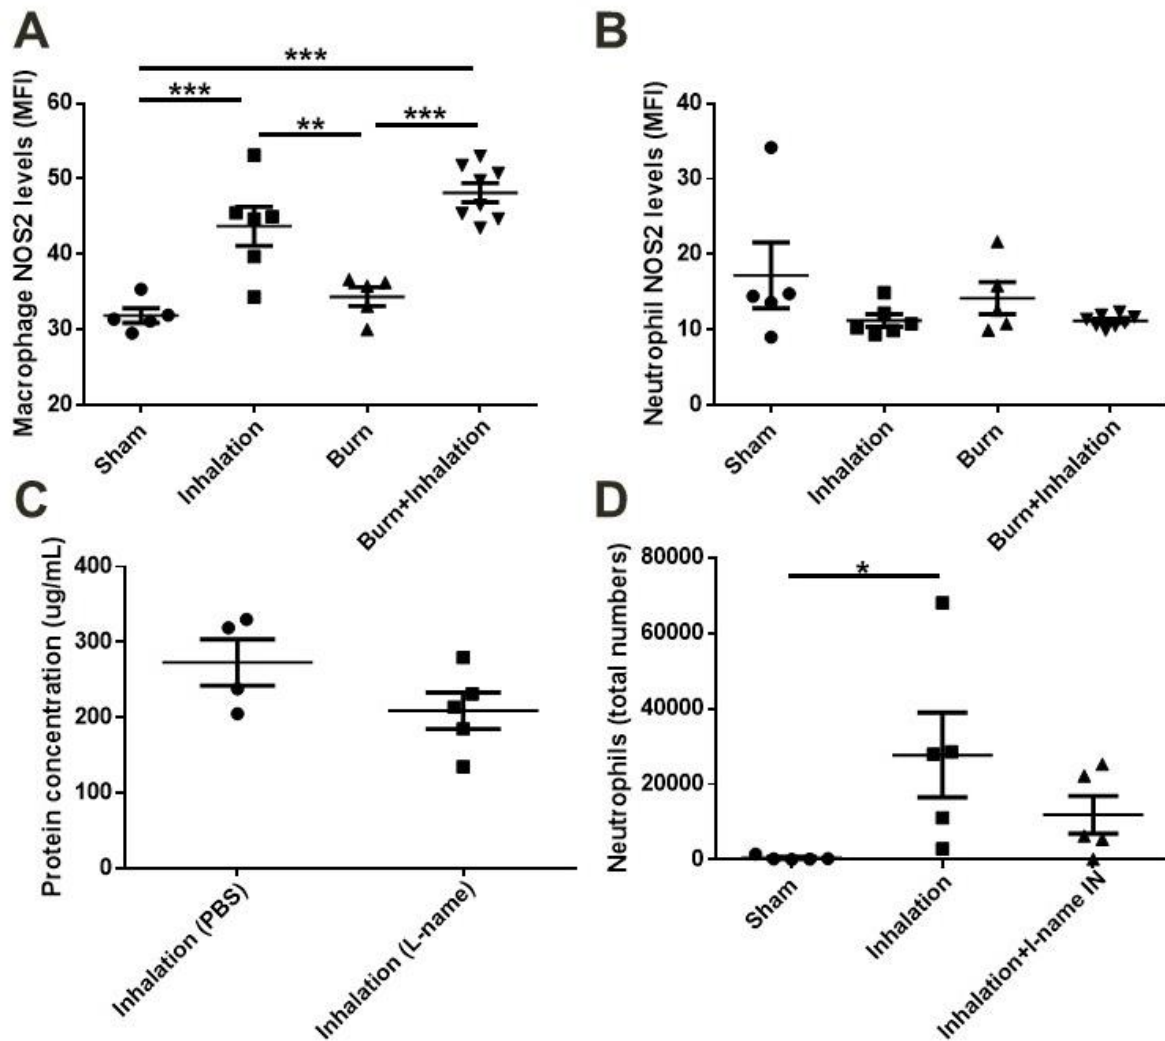 A
Macrophage NOS2 levels (MFI)
60
50
40
30
20
***
***
**
***
Sham
Inhalation
Burn
Burn+Inhalation
B
Neutrophil NOS2 levels (MFI)
40
30
20
10
0
Sham
Inhalation
Burn
Burn+Inhalation
C
Protein concentration (ug/mL)
400
300
200
100
0
Inhalation (PBS)
Inhalation (L-name)
D
Neutrophils (total numbers)
80000
60000
40000
20000
0
*
Sham
Inhalation
Inhalation+l-name IN